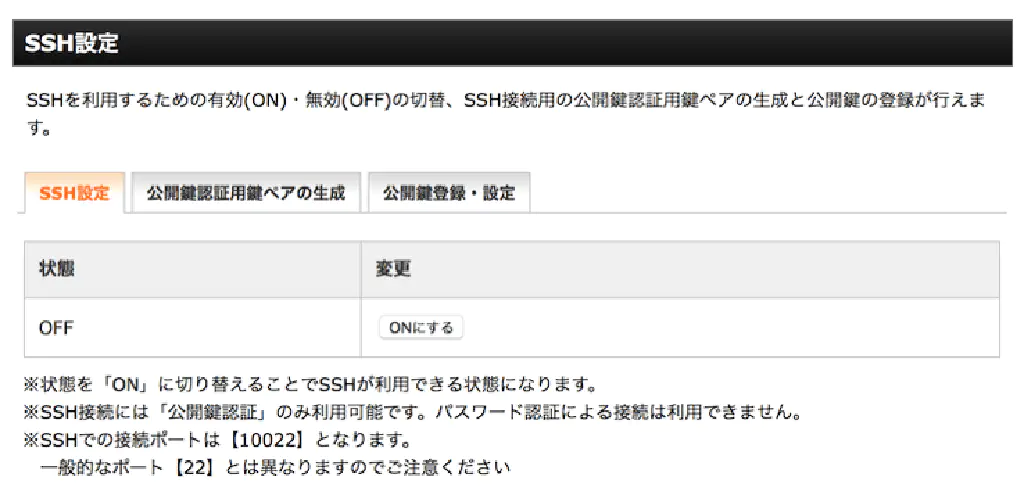 SSH設定
SSHを利用するための有効(ON)・無効(OFF)の切替、SSH接続用の公開鍵認証用鍵ペアの生成と公開鍵の登録が行えま
す。
SSH設定 公開鍵認証用鍵ペアの生成 公開鍵登録・設定
状態 変更
OFF ONにする
※状態を「ON」に切り替えることでSSHが利用できる状態になります。
※SSH接続には「公開鍵認証」のみ利用可能です。パスワード認証による接続は利用できません。
※SSHでの接続ポートは【10022】となります。
一般的なポート【22】とは異なりますのでご注意ください